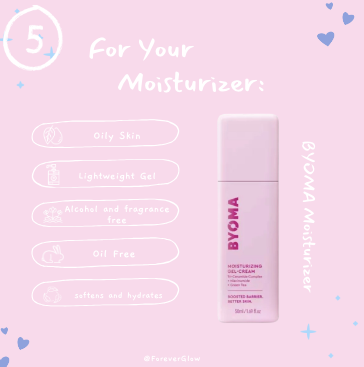 5
For Your
Moisturizer:
Oily Skin
Lightweight Gel
Alcohol and fragrance
free
Oil Free
softens and hydrates
BYOMA
MOISTURIZING
GEL-CREAM
BOOSTED BARRIER.
BETTER SKIN.
BYOMA Moisturizer
@ForeverGlow